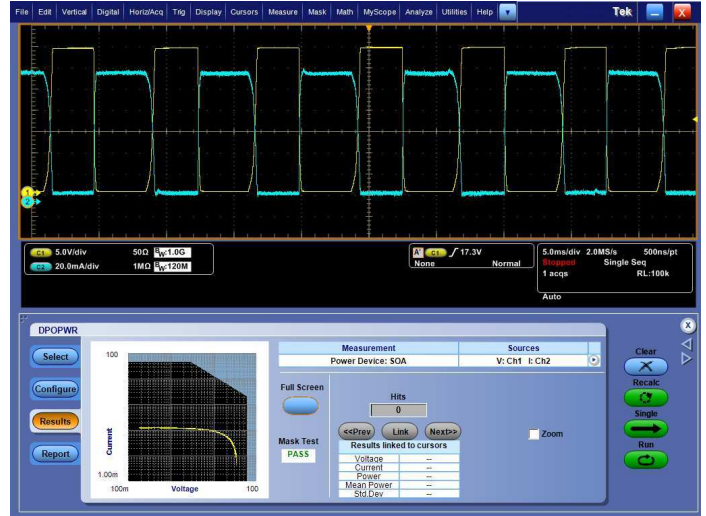 File Edit Vertical Digital Horiz/Acq Trig Display Cursors Measure Mask Math MyScope Analyze Utilities Help Tek X
1
2
C1 5.0V/div 50Ω BW:1.0G
C2 20.0mA/div 1MΩ BW:120M
A' C1 17.3V
None Normal
5.0ms/div 2.0MS/s 500ns/pt
Stopped Single Seq
1 acqs RL:100k
Auto
DPOPWR
Select
Configure
Results
Report
100
Current
1.00m
100m Voltage 100
Measurement Sources
Power Device: SOA V: Ch1 I: Ch2
Full Screen
Mask Test
PASS
Hits
0
<<Prev Link Next>>
Results linked to cursors
Voltage --
Current --
Power --
Mean Power --
Std.Dev --
Zoom
X
Clear
Recalc
Single
Run